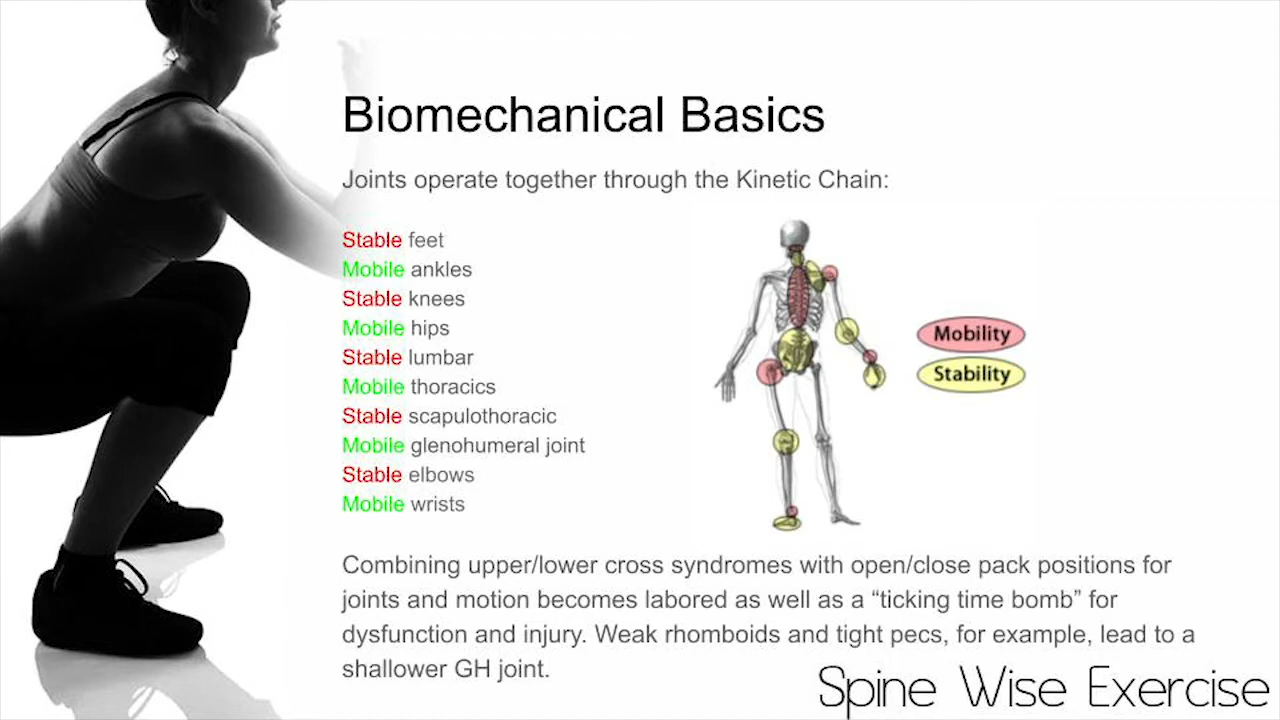 Biomechanical Basics
Joints operate together through the Kinetic Chain:
Stable feet
Mobile ankles
Stable knees
Mobile hips
Stable lumbar
Mobile thoracics
Stable scapulothoracic
Mobile glenohumeral joint
Stable elbows
Mobile wrists
Mobility
Stability
Combining upper/lower cross syndromes with open/close pack positions for
joints and motion becomes labored as well as a “ticking time bomb” for
dysfunction and injury. Weak rhomboids and tight pecs, for example, lead to a
shallower GH joint.
Spine Wise Exercise